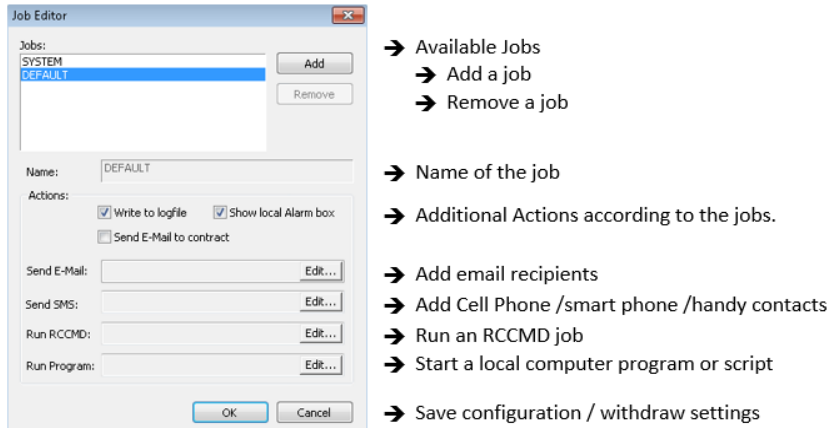 Job Editor
Jobs:
SYSTEM
DEFAULT
Add
Remove
Name:
DEFAULT
Actions:
Write to logfile
Show local Alarm box
Send E-Mail to contract
Send E-Mail:
Edit...
Send SMS:
Edit...
Run RCCMD:
Edit...
Run Program:
Edit...
OK
Cancel
➔ Available Jobs
➔ Add a job
➔ Remove a job
➔ Name of the job
➔ Additional Actions according to the jobs.
➔ Add email recipients
➔ Add Cell Phone /smart phone /handy contacts
➔ Run an RCCMD job
➔ Start a local computer program or script
➔ Save configuration / withdraw settings